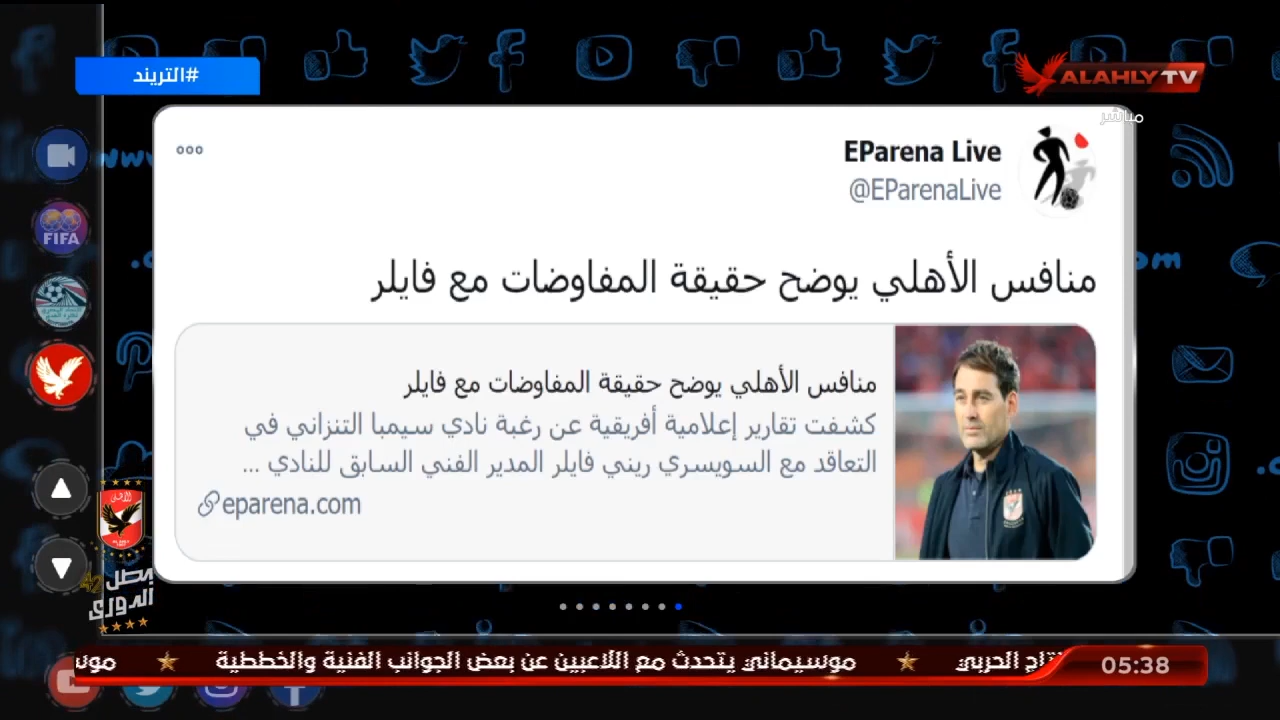 #التريند
ALAHLY TV
مباشر
EParena Live
@EParenaLive
منافس الأهلي يوضح حقيقة المفاوضات مع فايلر
منافس الأهلي يوضح حقيقة المفاوضات مع فايلر
كشفت تقارير إعلامية أفريقية عن رغبة نادي سيمبا التنزاني في
التعاقد مع السويسري ريني فايلر المدير الفني السابق للنادي ...
eparena.com
FIFA
بطل
الدوري
42
الحربي ★ موسيماني يتحدث مع اللاعبين عن بعض الجوانب الفنية والخططية ★
05:38